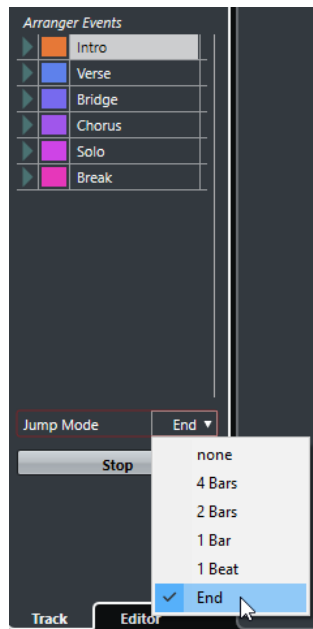 Arranger Events
Intro
Verse
Bridge
Chorus
Solo
Break
Jump Mode End
Stop
none
4 Bars
2 Bars
1 Bar
1 Beat
End
Track Editor